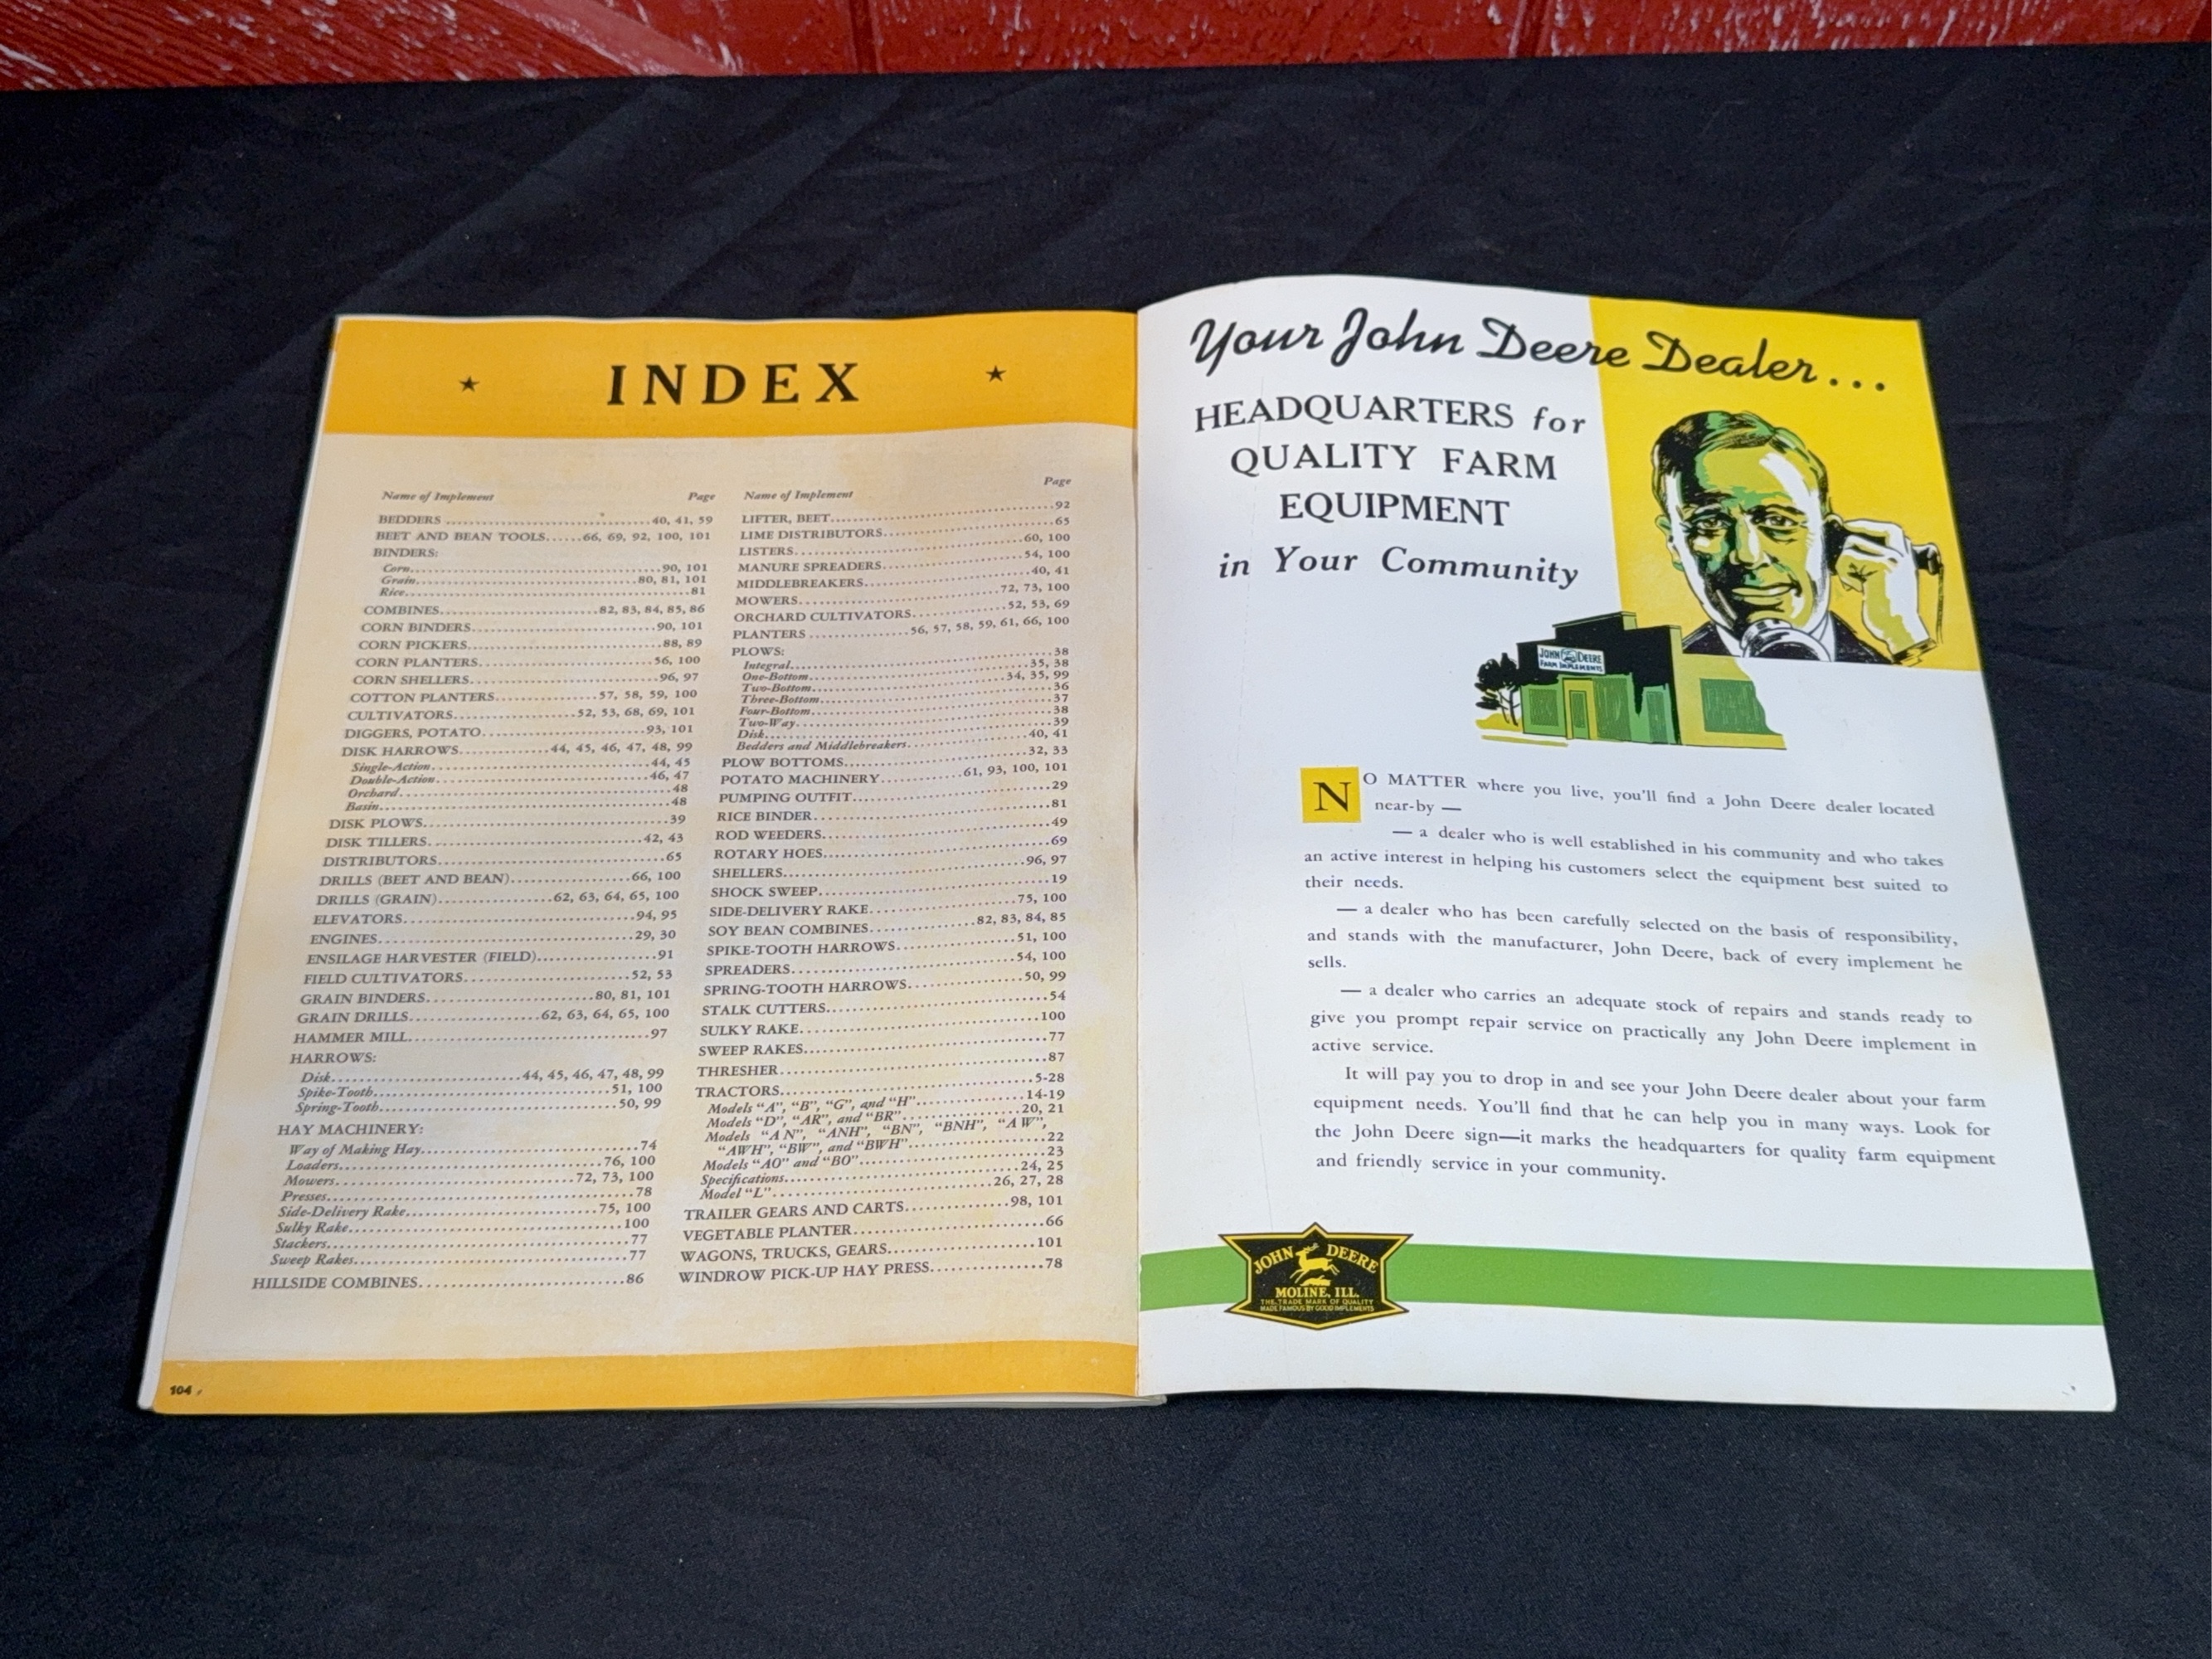 ★ INDEX ★
Name of Implement Page
BEDDERS ........ 40, 41, 59
BEET AND BEAN TOOLS...... 66, 69, 92, 100, 101
BINDERS:
Corn........ 90, 101
Grain........ 80, 81, 101
Rice........ 81
COMBINES........ 82, 83, 84, 85, 86
CORN BINDERS........ 90, 101
CORN PICKERS........ 88, 89
CORN PLANTERS........ 56, 100
CORN SHELLERS........ 96, 97
COTTON PLANTERS........ 57, 58, 59, 100
CULTIVATORS........ 52, 53, 68, 69, 101
DIGGERS, POTATO........ 93, 101
DISK HARROWS........ 44, 45, 46, 47, 48, 99
Single-Action........ 44, 45
Double-Action........ 46, 47
Orchard........ 48
Basin........ 48
DISK PLOWS........ 39
DISK TILLERS........ 42, 43
DISTRIBUTORS........ 65
DRILLS (BEET AND BEAN)........ 66, 100
DRILLS (GRAIN)........ 62, 63, 64, 65, 100
ELEVATORS........ 94, 95
ENGINES........ 29, 30
ENSILAGE HARVESTER (FIELD)........ 91
FIELD CULTIVATORS........ 52, 53
GRAIN BINDERS........ 80, 81, 101
GRAIN DRILLS........ 62, 63, 64, 65, 100
HAMMER MILL........ 97
HARROWS:
Disk........ 44, 45, 46, 47, 48, 99
Spike-Tooth........ 51, 100
Spring-Tooth........ 50, 99
HAY MACHINERY:
Way of Making Hay........ 74
Loaders........ 76, 100
Mowers........ 72, 73, 100
Presses........ 78
Side-Delivery Rake........ 75, 100
Sulky Rake........ 100
Stackers........ 77
Sweep Rakes........ 77
HILLSIDE COMBINES........ 86
Name of Implement Page
LIFTER, BEET........ 92
LIME DISTRIBUTORS........ 65
LISTERS........ 60, 100
MANURE SPREADERS........ 54, 100
MIDDLEBREAKERS........ 40, 41
MOWERS........ 72, 73, 100
ORCHARD CULTIVATORS........ 52, 53, 69
PLANTERS ........ 56, 57, 58, 59, 61, 66, 100
PLOWS:
Integral........ 38
One-Bottom........ 35, 38
Two-Bottom........ 34, 35, 99
Three-Bottom........ 36
Four-Bottom........ 37
Two-Way........ 38
Disk........ 39
Bedders and Middlebreakers........ 40, 41
PLOW BOTTOMS........ 32, 33
POTATO MACHINERY........ 61, 93, 100, 101
PUMPING OUTFIT........ 29
RICE BINDER........ 81
ROD WEEDERS........ 49
ROTARY HOES........ 69
SHELLERS........ 96, 97
SHOCK SWEEP........ 19
SIDE-DELIVERY RAKE........ 75, 100
SOY BEAN COMBINES........ 82, 83, 84, 85
SPIKE-TOOTH HARROWS........ 51, 100
SPREADERS........ 54, 100
SPRING-TOOTH HARROWS........ 50, 99
STALK CUTTERS........ 54
SULKY RAKE........ 100
SWEEP RAKES........ 77
THRESHER........ 87
TRACTORS........ 5-28
Models "A", "B", "G", and "H"........ 14-19
Models "D", "AR", and "BR"........ 20, 21
Models "AN", "ANH", "BN", "BNH", "AW",
"AWH", "BW", and "BWH"........ 22
Models "AO" and "BO"........ 23
Specifications........ 24, 25
Model "L"........ 26, 27, 28
TRAILER GEARS AND CARTS........ 98, 101
VEGETABLE PLANTER........ 66
WAGONS, TRUCKS, GEARS........ 101
WINDROW PICK-UP HAY PRESS........ 78
104
Your John Deere Dealer...
HEADQUARTERS for
QUALITY FARM
EQUIPMENT
in Your Community
JOHN DEERE
FARM IMPLEMENTS
NO MATTER where you live, you'll find a John Deere dealer located
near-by —
— a dealer who is well established in his community and who takes
an active interest in helping his customers select the equipment best suited to
their needs.
— a dealer who has been carefully selected on the basis of responsibility,
and stands with the manufacturer, John Deere, back of every implement he
sells.
— a dealer who carries an adequate stock of repairs and stands ready to
give you prompt repair service on practically any John Deere implement in
active service.
It will pay you to drop in and see your John Deere dealer about your farm
equipment needs. You'll find that he can help you in many ways. Look for
the John Deere sign—it marks the headquarters for quality farm equipment
and friendly service in your community.
JOHN DEERE
MOLINE, ILL.
THE TRADE MARK OF QUALITY
MADE FAMOUS BY GOOD IMPLEMENTS